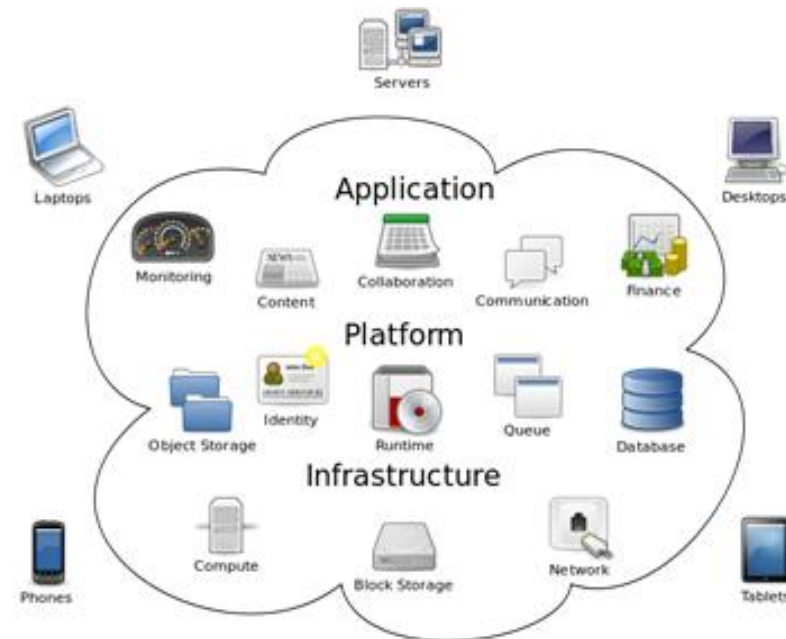 Servers
Laptops
Desktops
Application
Monitoring
Content
Collaboration
Communication
Finance
Platform
Object Storage
Identity
Runtime
Queue
Database
Infrastructure
Compute
Block Storage
Network
Phones
Tablets
NEWS